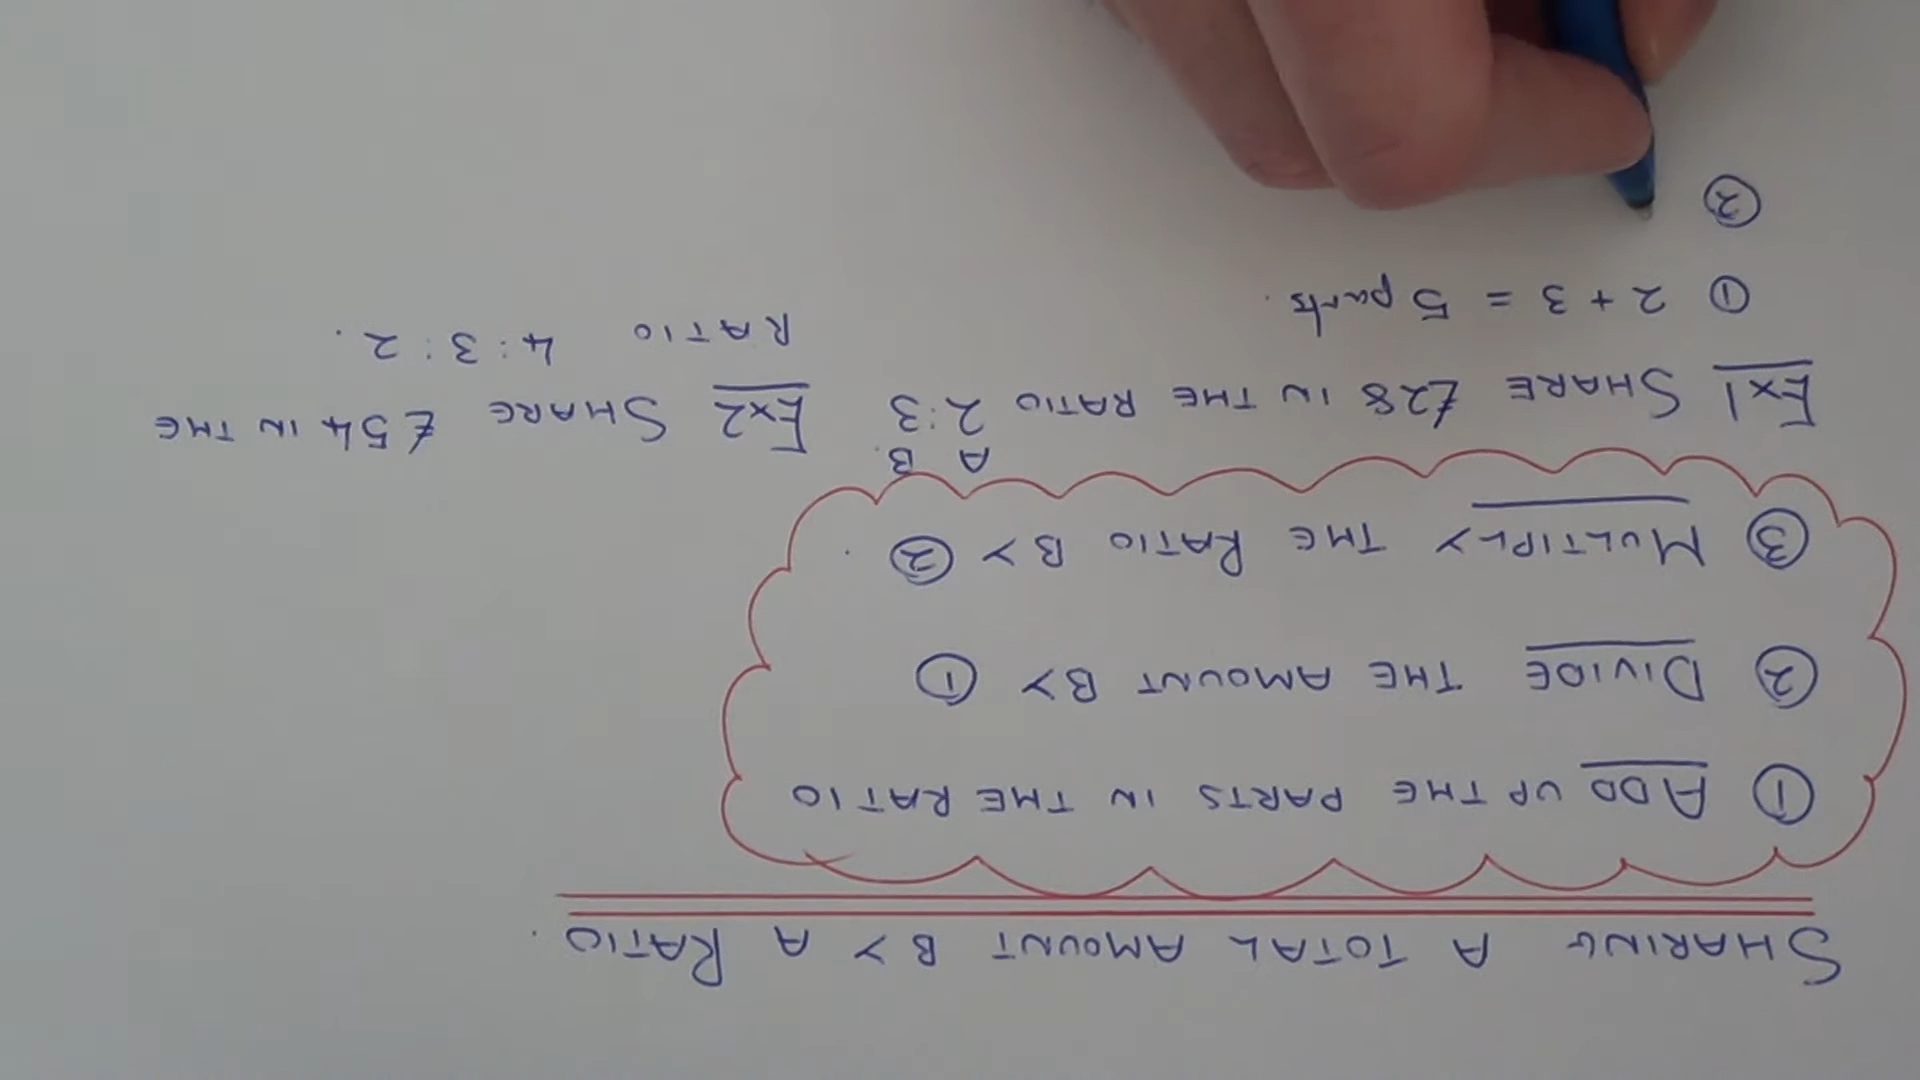 SHARING A TOTAL AMOUNT BY A RATIO.
① ADD UP THE PARTS IN THE RATIO
② DIVIDE THE AMOUNT BY ①
③ MULTIPLY THE RATIO BY ②.
A B
Ex1 SHARE £28 IN THE RATIO 2:3
① 2 + 3 = 5 parts.
②
Ex2 SHARE £54 IN THE
RATIO 4:3:2.